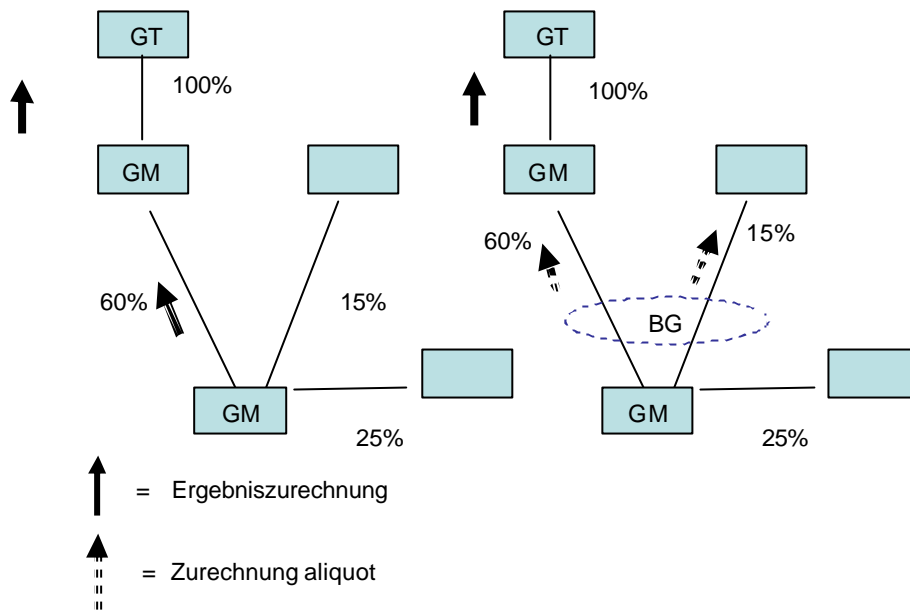 GT
100%
GM
60%
15%
GM
25%
GT
100%
GM
60%
15%
BG
GM
25%
= Ergebniszurechnung
= Zurechnung aliquot